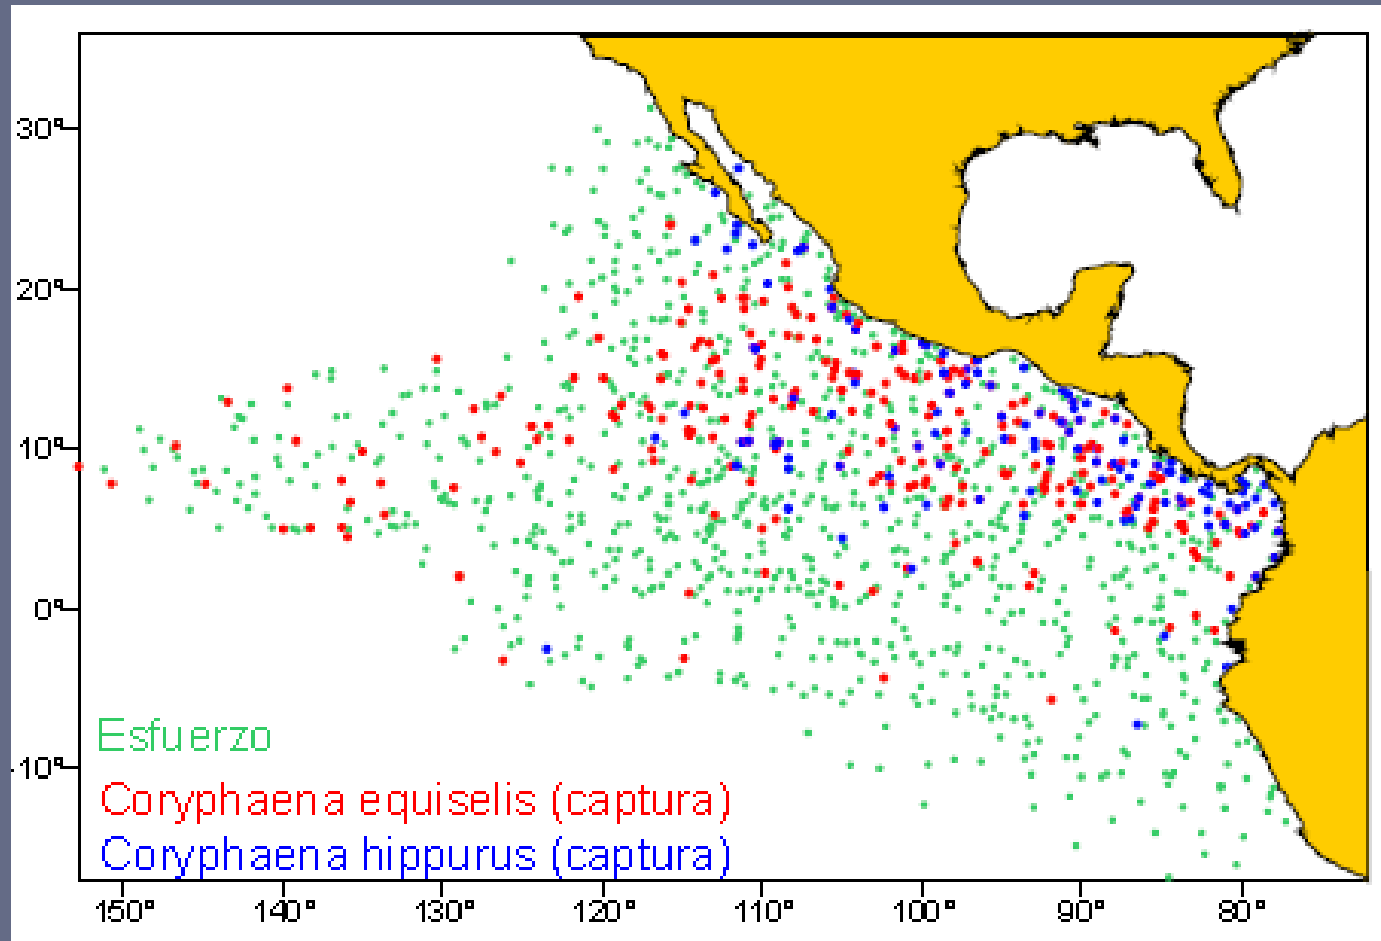 30°
20°
10°
0°
-10°
Esfuerzo
Coryphaena equiselis (captura)
Coryphaena hippurus (captura)
150° 140° 130° 120° 110° 100° 90° 80°